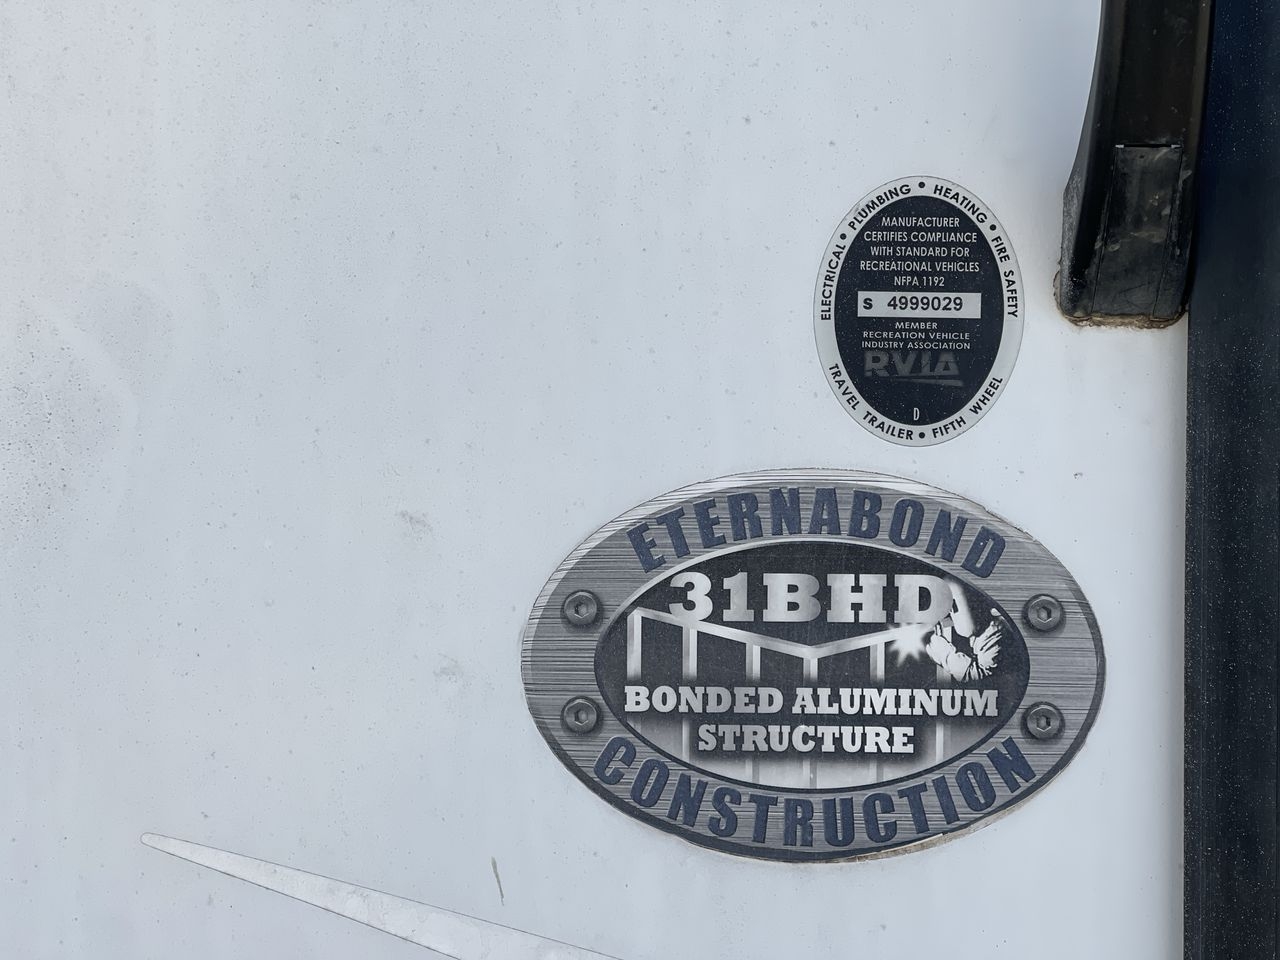 ELECTRICAL • PLUMBING • HEATING • FIRE SAFETY
MANUFACTURER
CERTIFIES COMPLIANCE
WITH STANDARD FOR
RECREATIONAL VEHICLES
NFPA 1192
S 4999029
MEMBER
RECREATION VEHICLE
INDUSTRY ASSOCIATION
RVIA
D
TRAVEL TRAILER • FIFTH WHEEL
ETERNABOND
31BHD
BONDED ALUMINUM
STRUCTURE
CONSTRUCTION